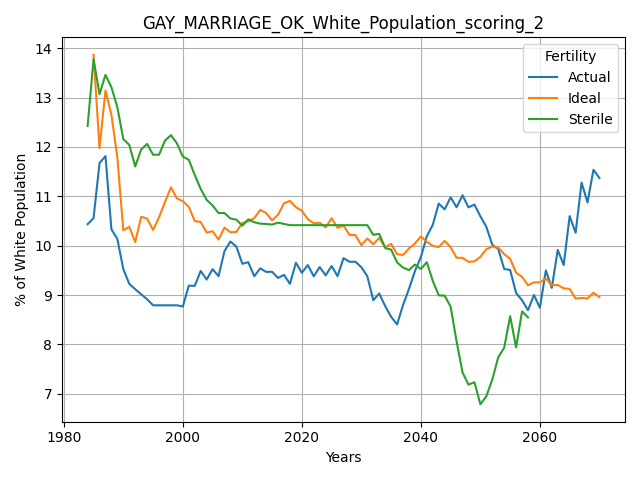 GAY_MARRIAGE_OK_White_Population_scoring_2
% of White Population
14
13
12
11
10
9
8
7
Fertility
Actual
Ideal
Sterile
1980
2000
2020
2040
2060
Years